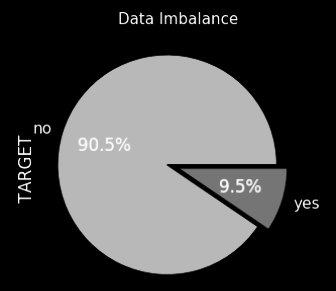 Data Imbalance
no
90.5%
TARGET
9.5%
yes